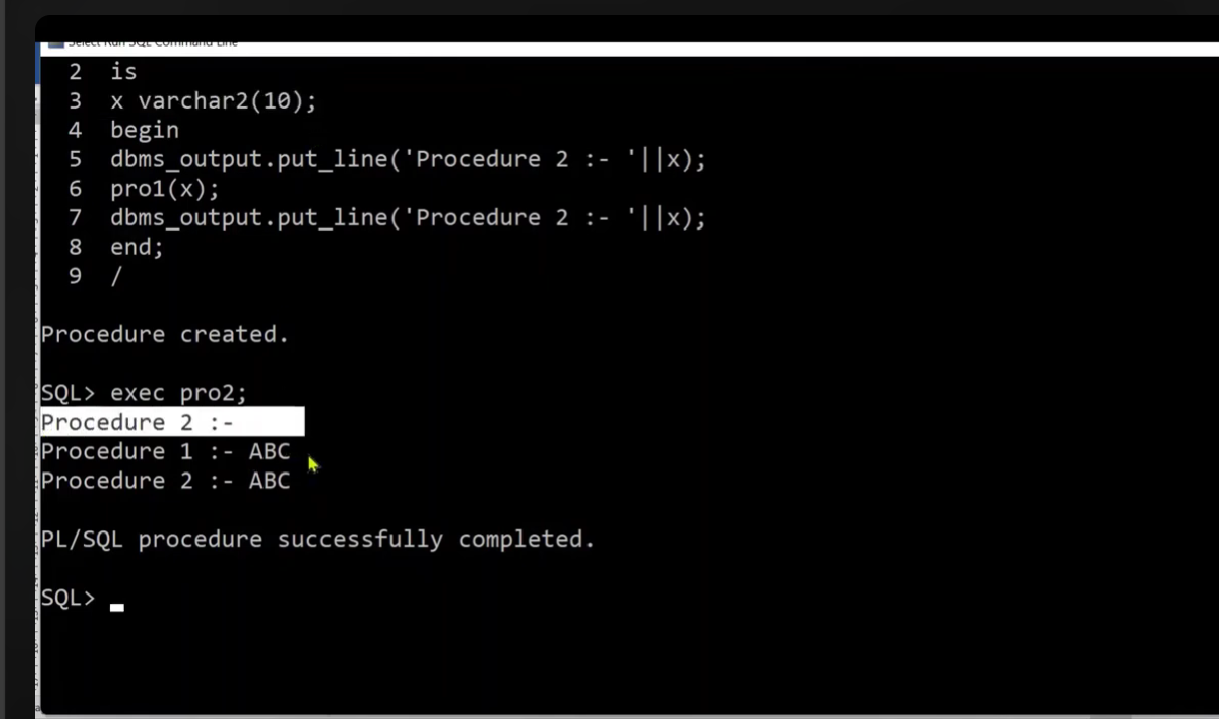 Select Run SQL Command Line
2 is
3 x varchar2(10);
4 begin
5 dbms_output.put_line('Procedure 2 :- '||x);
6 pro1(x);
7 dbms_output.put_line('Procedure 2 :- '||x);
8 end;
9 /
Procedure created.
SQL> exec pro2;
Procedure 2 :-
Procedure 1 :- ABC
Procedure 2 :- ABC
PL/SQL procedure successfully completed.
SQL>